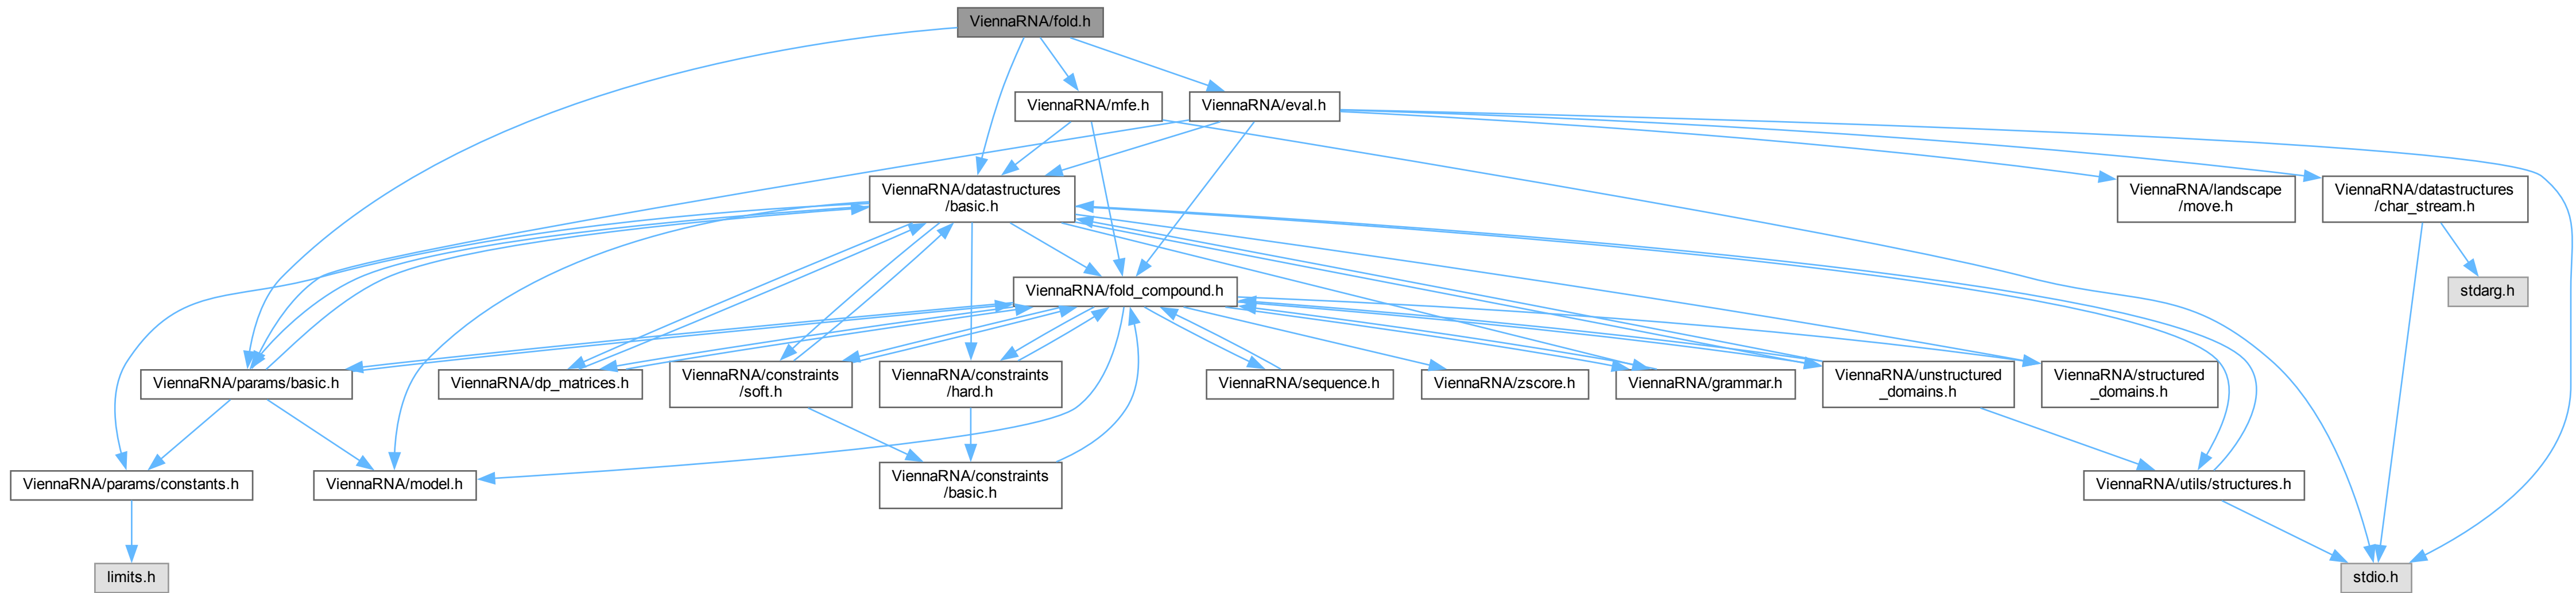 ViennaRNA/fold.h
ViennaRNA/mfe.h
ViennaRNA/eval.h
ViennaRNA/datastructures
/basic.h
ViennaRNA/landscape
/move.h
ViennaRNA/datastructures
/char_stream.h
ViennaRNA/fold_compound.h
stdarg.h
ViennaRNA/params/basic.h
ViennaRNA/dp_matrices.h
ViennaRNA/constraints
/soft.h
ViennaRNA/constraints
/hard.h
ViennaRNA/sequence.h
ViennaRNA/zscore.h
ViennaRNA/grammar.h
ViennaRNA/unstructured
_domains.h
ViennaRNA/structured
_domains.h
ViennaRNA/params/constants.h
ViennaRNA/model.h
ViennaRNA/constraints
/basic.h
ViennaRNA/utils/structures.h
limits.h
stdio.h